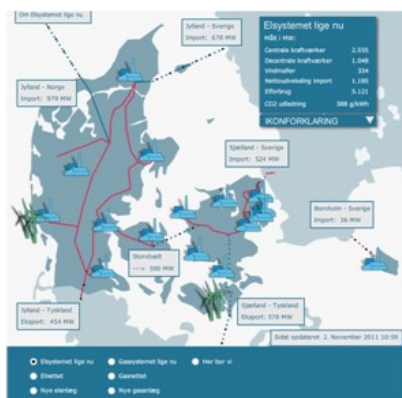 Om Elsystemet lige nu
Jylland - Sverige
Import: 678 MW
Elsystemet lige nu
Målt i MW:
Centrale kraftværker 2.555
Decentrale kraftværker 1.048
Vindmøller 334
Nettoudveksling import 1.185
Elforbrug 5.121
CO2 udledning 388 g/kWh
IKONFORKLARING
Jylland - Norge
Import: 979 MW
Sjælland - Sverige
Import: 524 MW
Bornholm - Sverige
Import: 36 MW
Storebælt
---> 590 MW
Jylland - Tyskland
Eksport: 454 MW
Sjælland - Tyskland
Eksport: 578 MW
Sidst opdateret 2. November 2011 10:59
Elsystemet lige nu
Gassystemet lige nu
Her bor vi
Elnettet
Gasnettet
Nye elanlæg
Nye gasanlæg